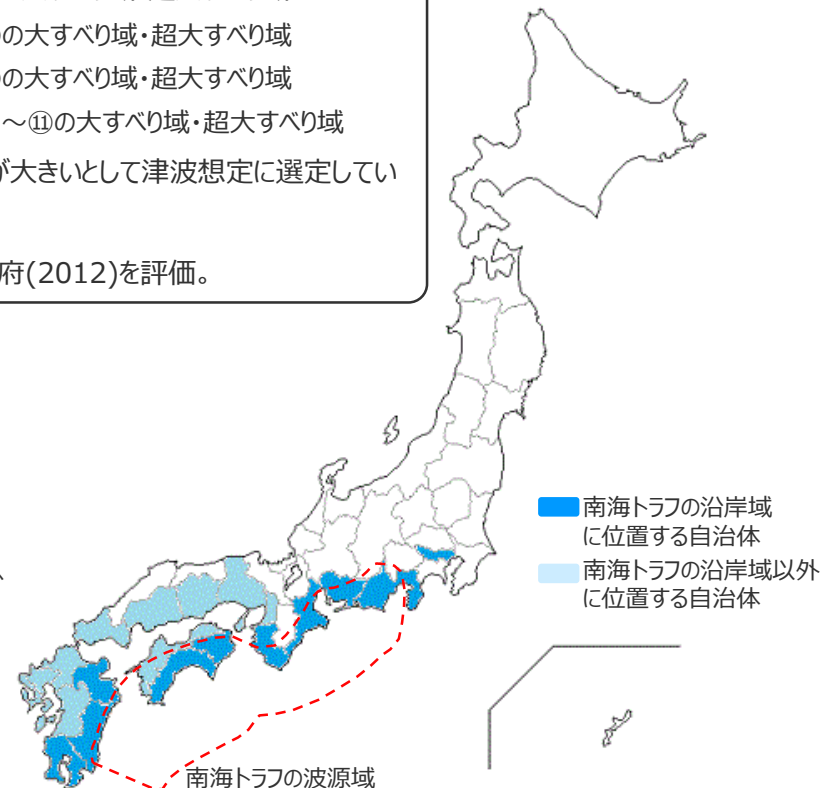 の大すべり域・超大すべり域
の大すべり域・超大すべり域
～⑪の大すべり域・超大すべり域
が大きいとして津波想定に選定してい
府(2012)を評価。
南海トラフの沿岸域
に位置する自治体
南海トラフの沿岸域以外
に位置する自治体
南海トラフの波源域